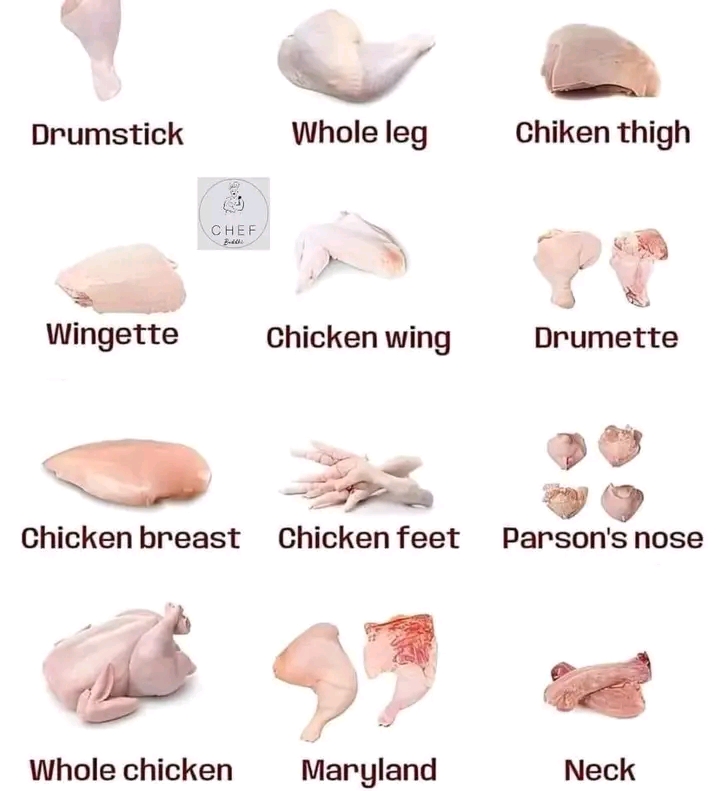 Drumstick
Whole leg
Chiken thigh
CHEF
Buddhi
Wingette
Chicken wing
Drumette
Chicken breast
Chicken feet
Parson's nose
Whole chicken
Maryland
Neck